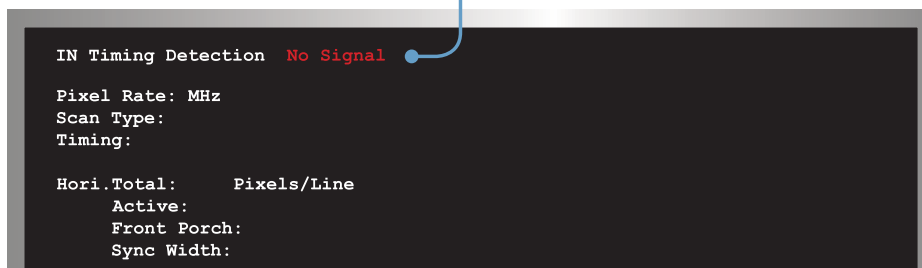 IN Timing Detection  No Signal
Pixel Rate: MHz
Scan Type:
Timing:
Hori.Total:     Pixels/Line
Active:
Front Porch:
Sync Width: